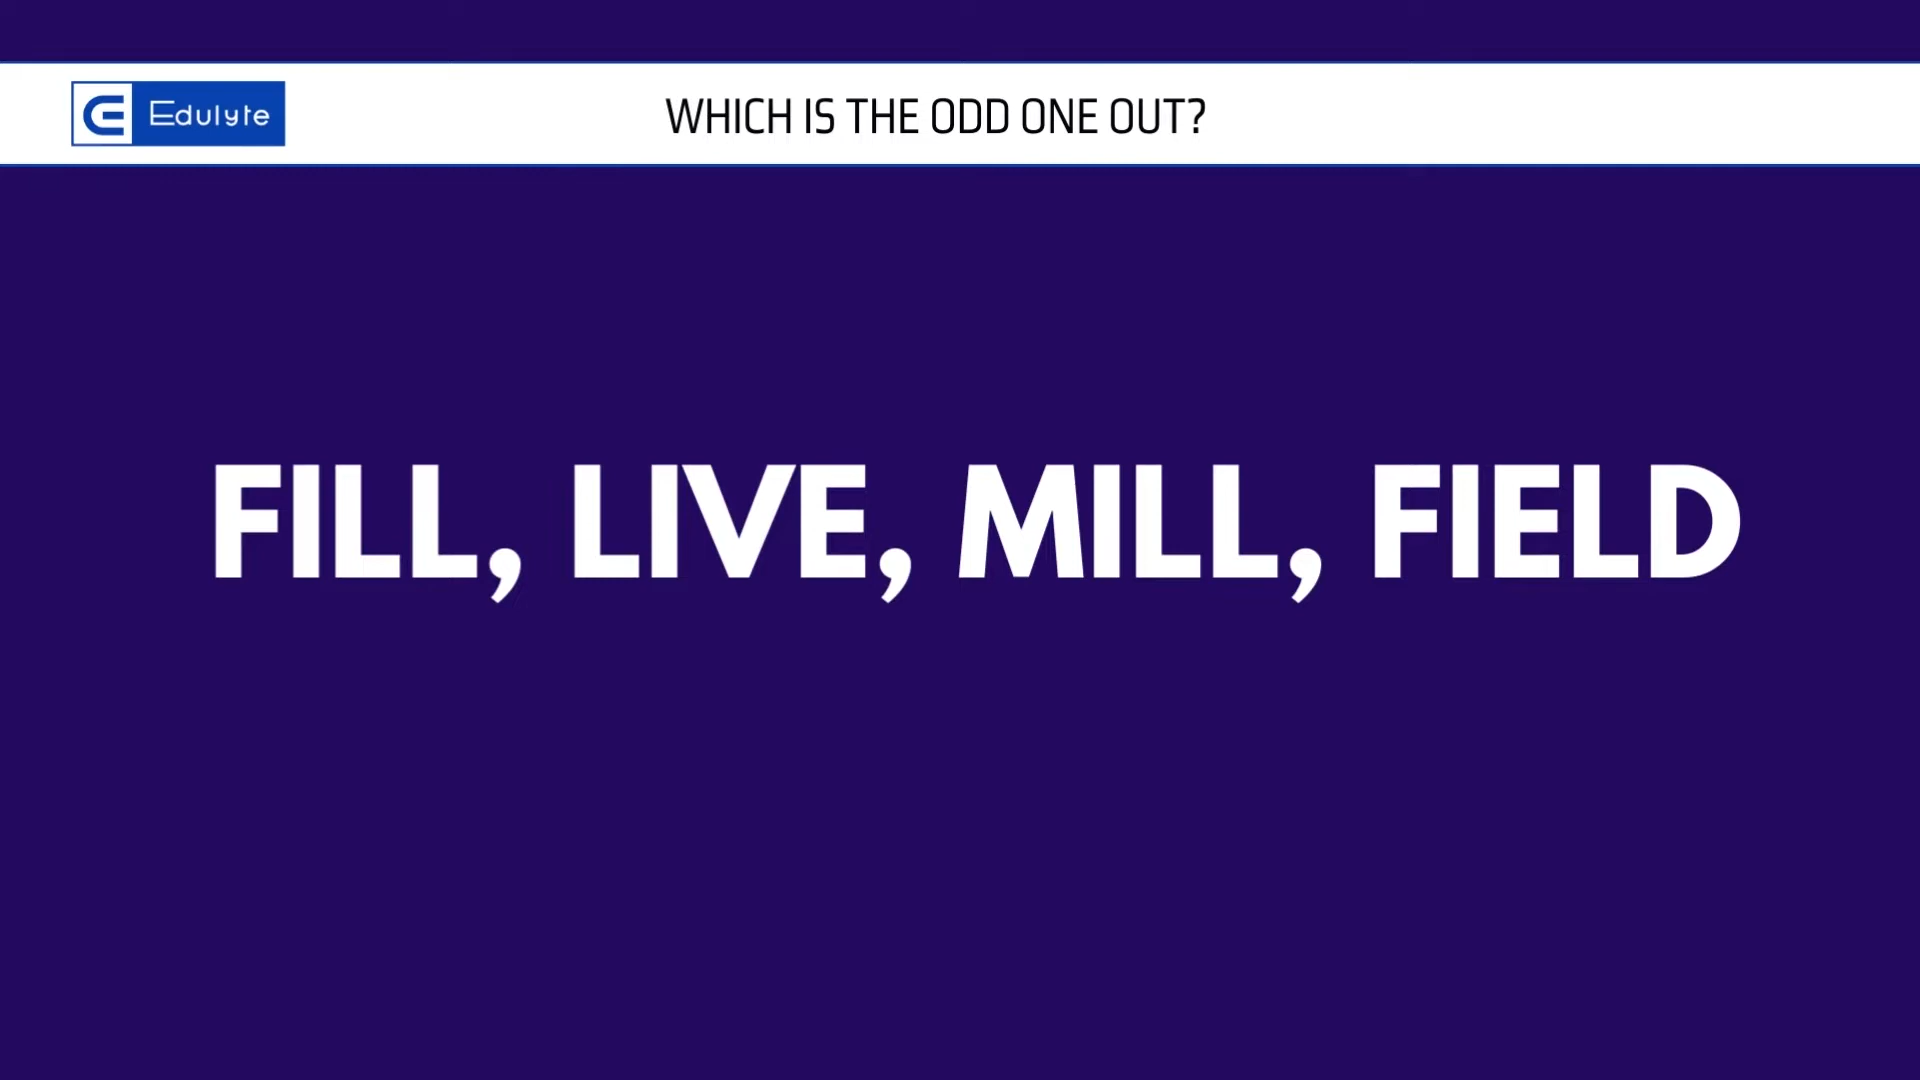 Edulyte
WHICH IS THE ODD ONE OUT?
FILL, LIVE, MILL, FIELD